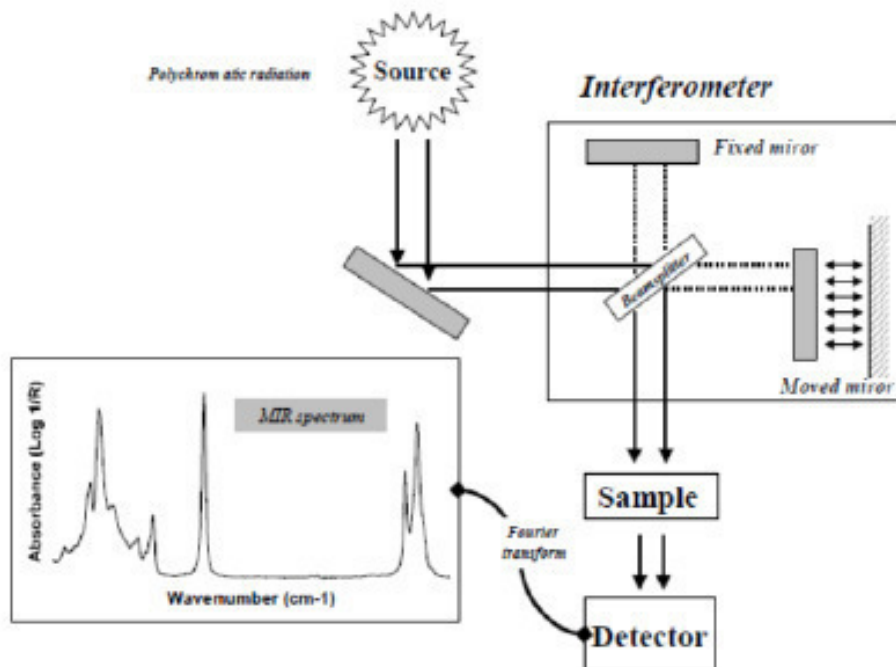 Polychrom atic radiation
Source
Interferometer
Fixed miror
Beamsplitter
Moved miror
MIR spectrum
Absorbance (Log 1/R)
Wavenumber (cm-1)
Sample
Fourier
transform
Detector